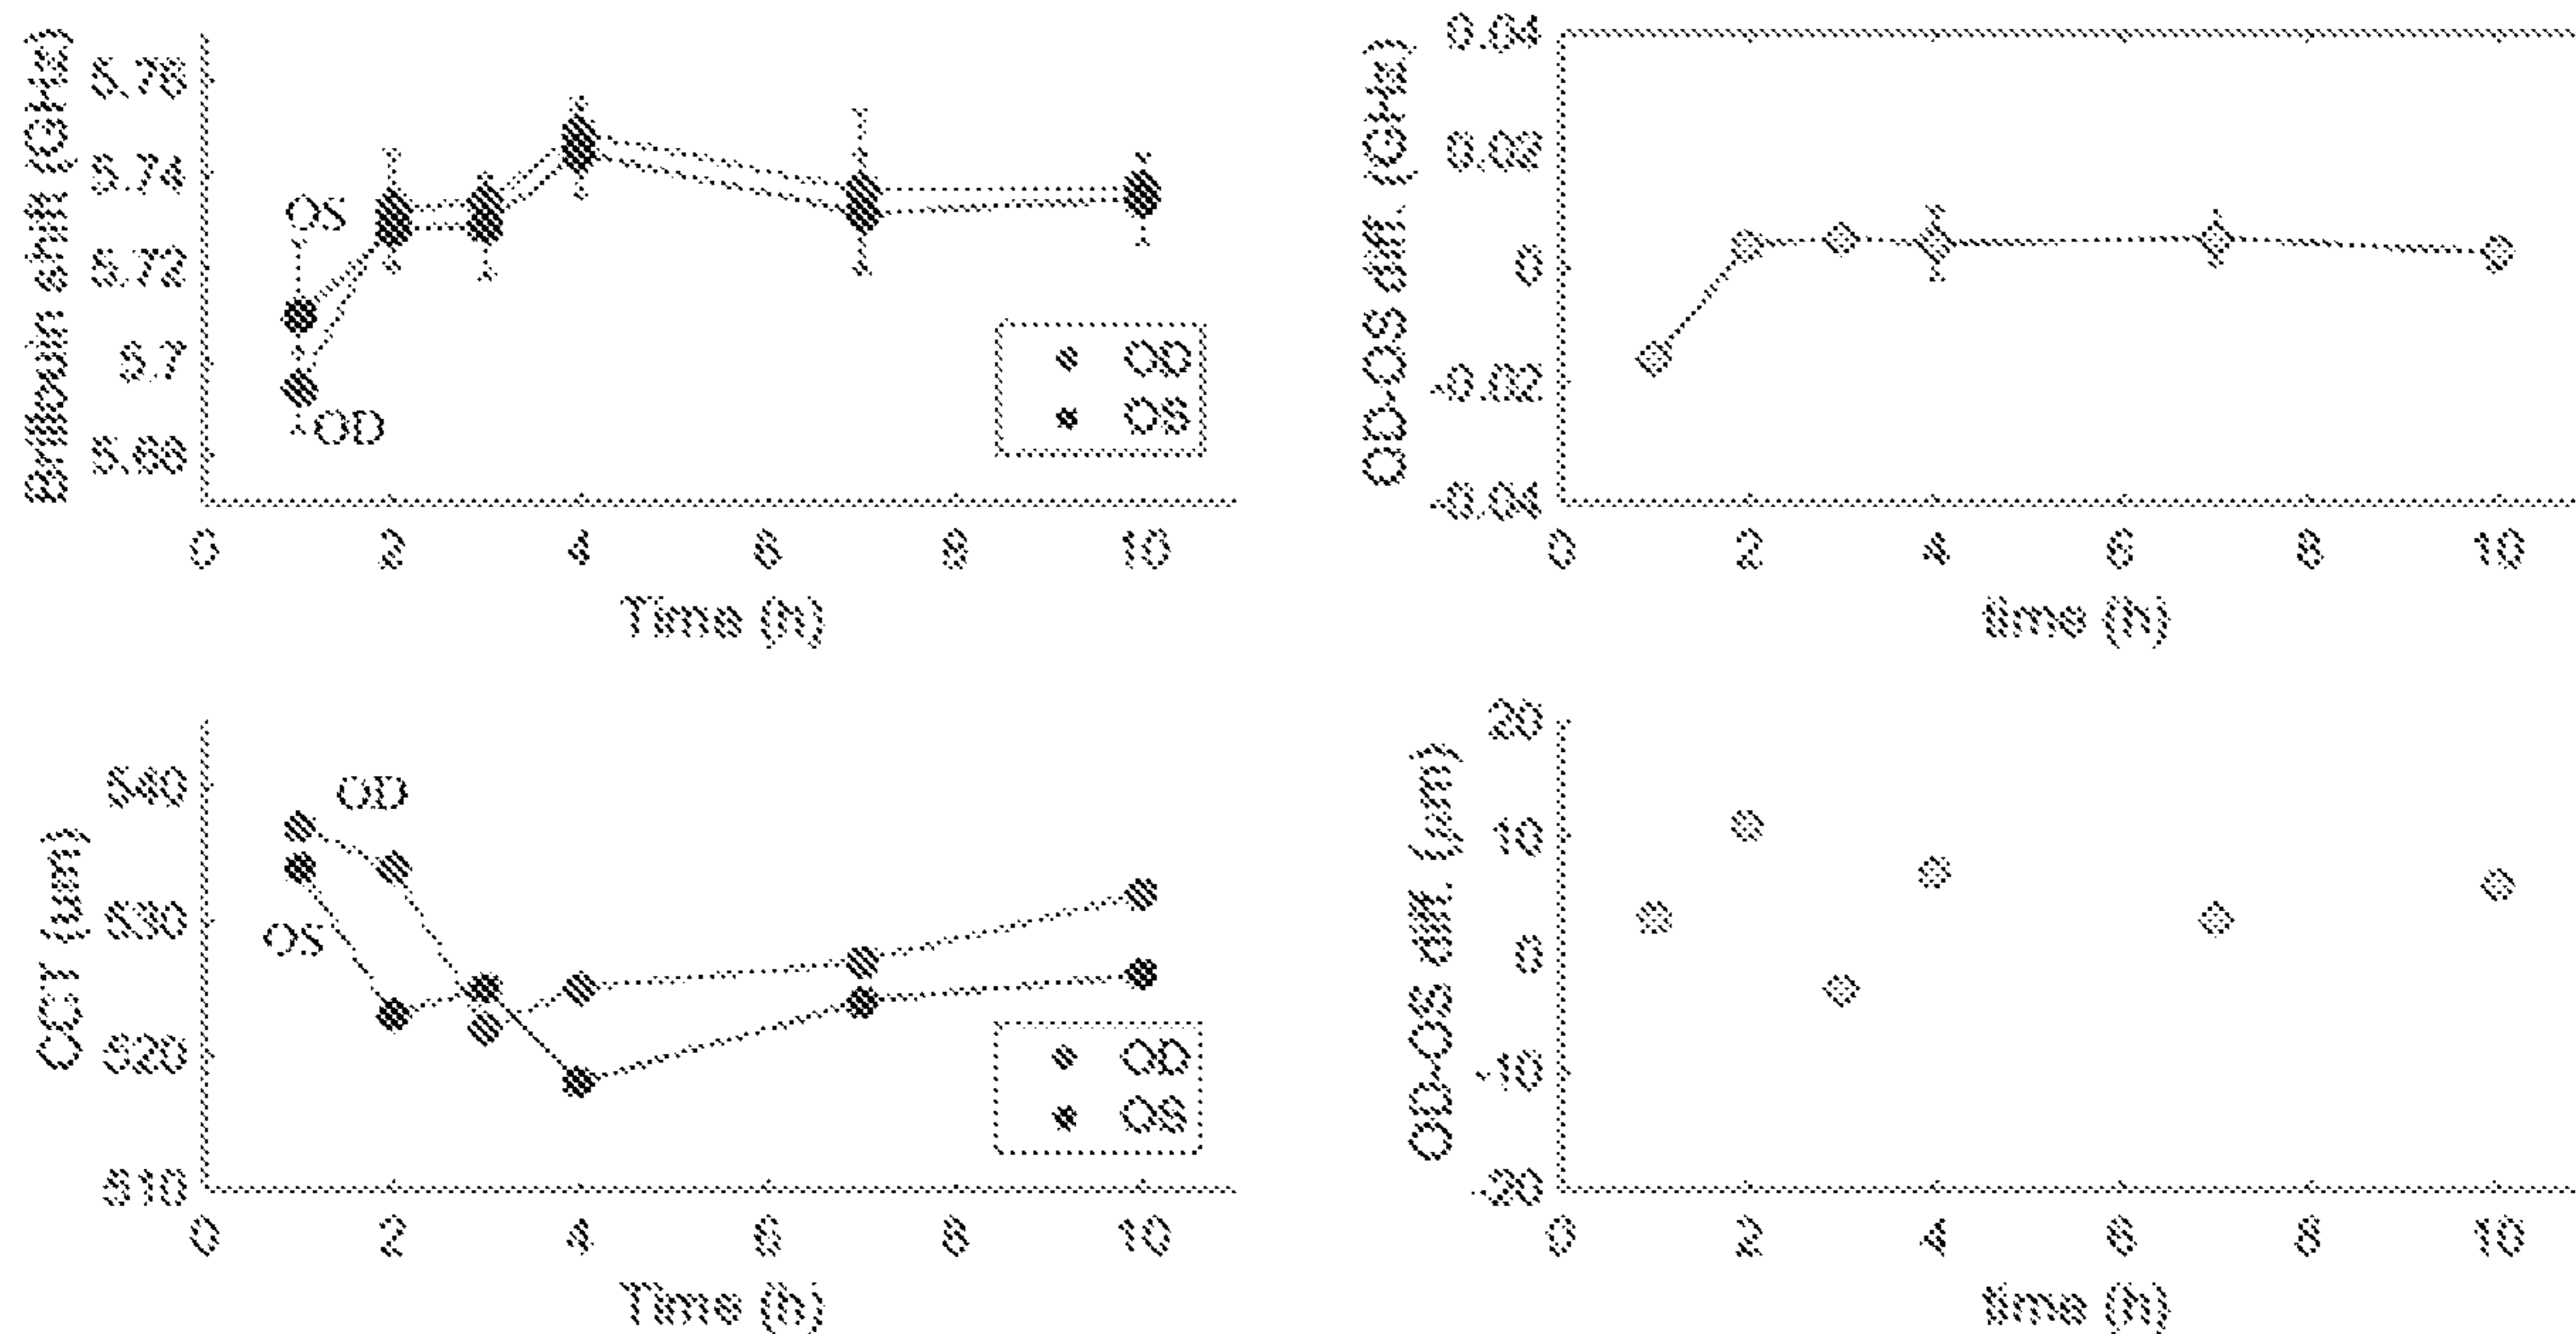 Brillouin shift (GHz)
5.76
5.74
5.72
5.7
5.68
OS
OD
OD
OS
0 2 4 6 8 10
Time (h)
OD-OS diff. (GHz)
0.04
0.02
0
-0.02
-0.04
0 2 4 6 8 10
time (h)
CCT (um)
540
530
520
510
OD
OS
OD
OS
0 2 4 6 8 10
Time (h)
OD-OS diff. (μm)
20
10
0
-10
-20
0 2 4 6 8 10
time (h)